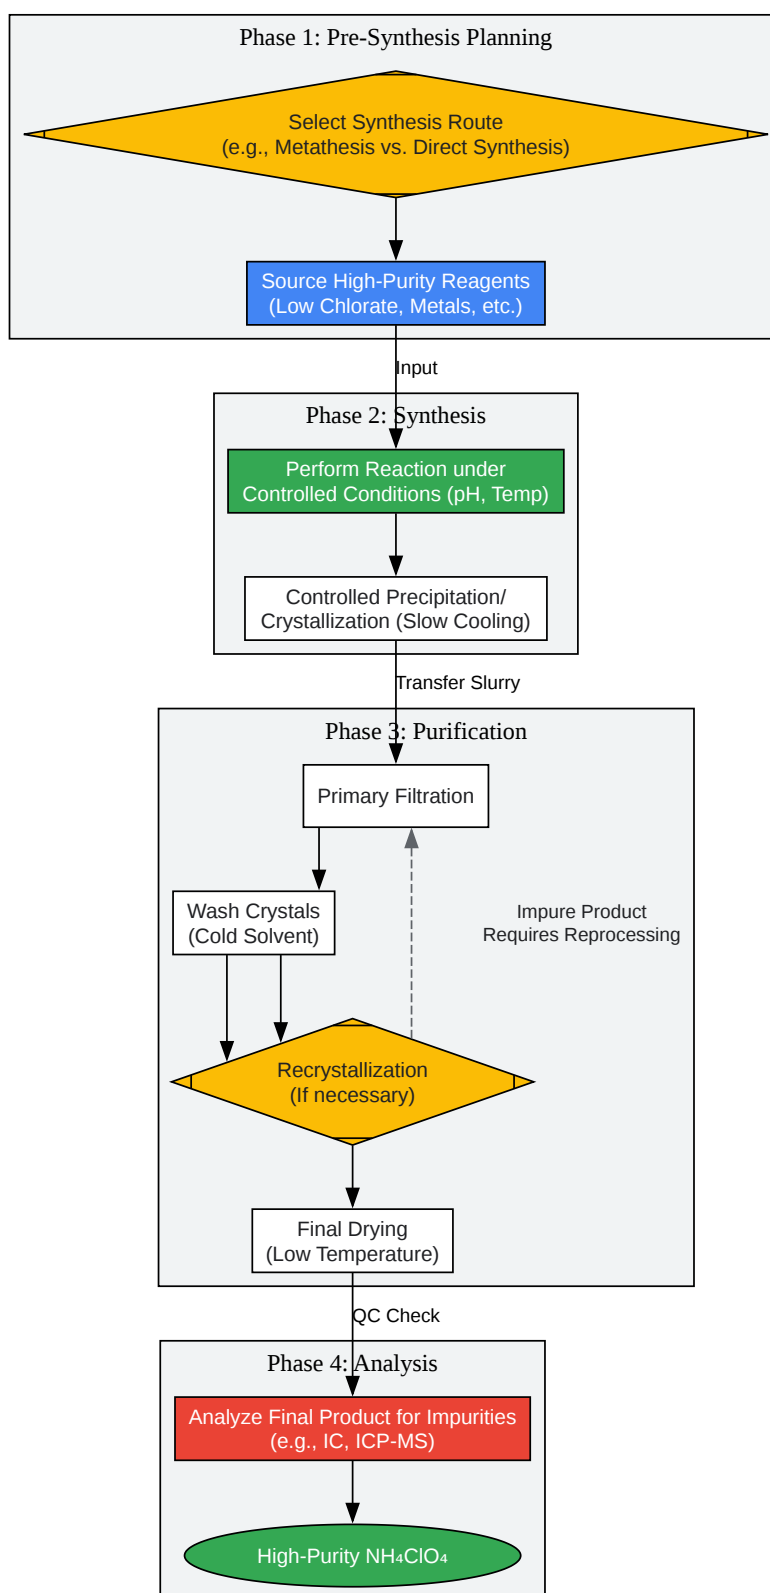 Phase 1: Pre-Synthesis Planning
Select Synthesis Route
(e.g., Metathesis vs. Direct Synthesis)
Source High-Purity Reagents
(Low Chlorate, Metals, etc.)
Input
Phase 2: Synthesis
Perform Reaction under
Controlled Conditions (pH, Temp)
Controlled Precipitation/
Crystallization (Slow Cooling)
Transfer Slurry
Phase 3: Purification
Primary Filtration
Wash Crystals
(Cold Solvent)
Impure Product
Requires Reprocessing
Recrystallization
(If necessary)
Final Drying
(Low Temperature)
QC Check
Phase 4: Analysis
Analyze Final Product for Impurities
(e.g., IC, ICP-MS)
High-Purity NH₄ClO₄